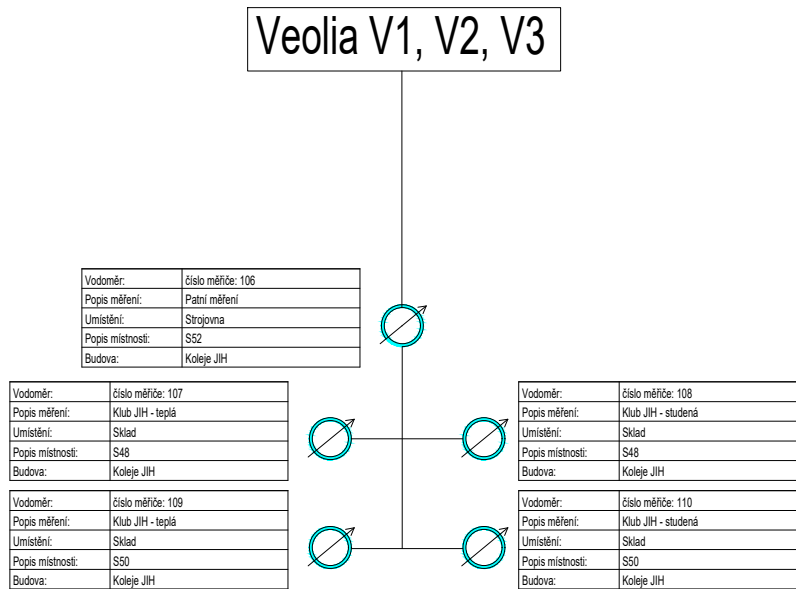 Veolia V1, V2, V3
Vodoměr: číslo měřiče: 106
Popis měření: Patní měření
Umístění: Strojovna
Popis místnosti: S52
Budova: Koleje JIH
Vodoměr: číslo měřiče: 107
Popis měření: Klub JIH - teplá
Umístění: Sklad
Popis místnosti: S48
Budova: Koleje JIH
Vodoměr: číslo měřiče: 108
Popis měření: Klub JIH - studená
Umístění: Sklad
Popis místnosti: S48
Budova: Koleje JIH
Vodoměr: číslo měřiče: 109
Popis měření: Klub JIH - teplá
Umístění: Sklad
Popis místnosti: S50
Budova: Koleje JIH
Vodoměr: číslo měřiče: 110
Popis měření: Klub JIH - studená
Umístění: Sklad
Popis místnosti: S50
Budova: Koleje JIH